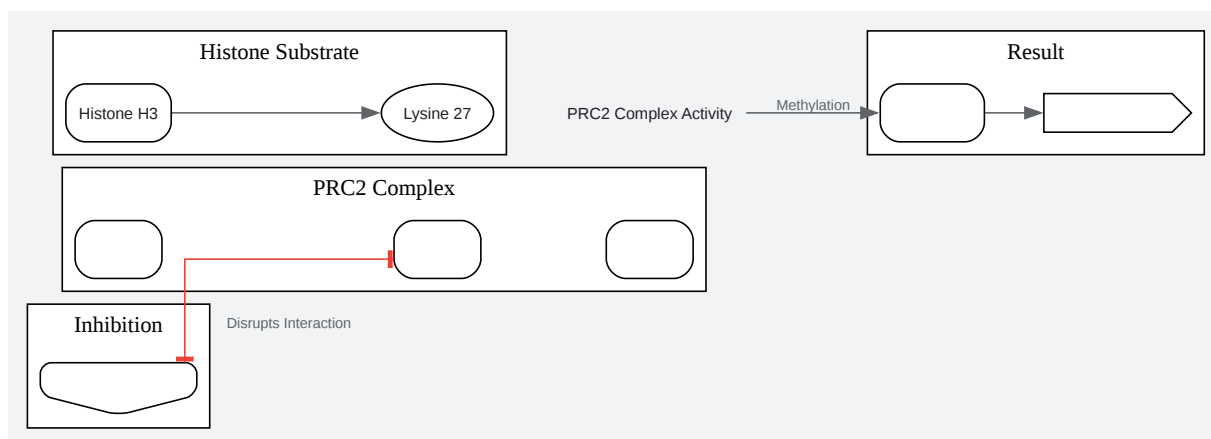 Histone Substrate
Histone H3
Lysine 27
PRC2 Complex Activity
Methylation
Result
PRC2 Complex
Inhibition
Disrupts Interaction